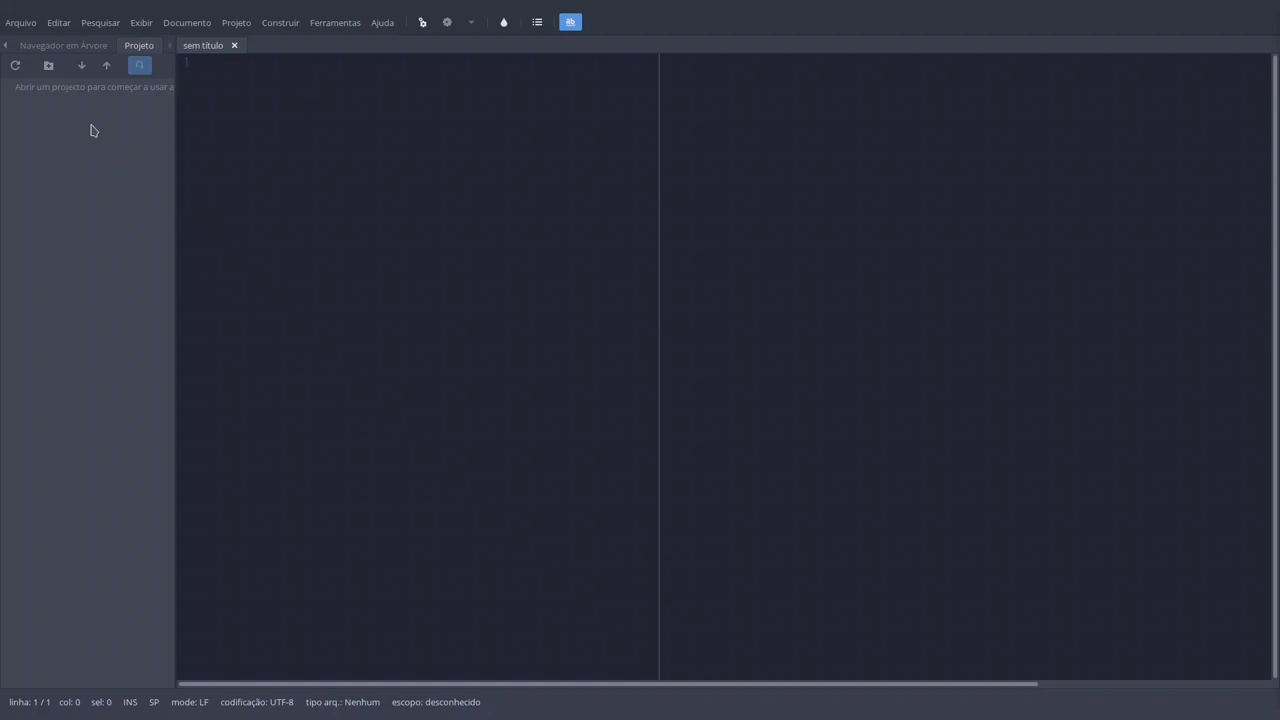 Arquivo Editar Pesquisar Exibir Documento Projeto Construir Ferramentas Ajuda ab
Navegador em Árvore Projeto sem título
1
Abrir um projecto para começar a usar a
linha: 1 / 1 col: 0 sel: 0 INS SP mode: LF codificação: UTF-8 tipo arq.: Nenhum escopo: desconhecido